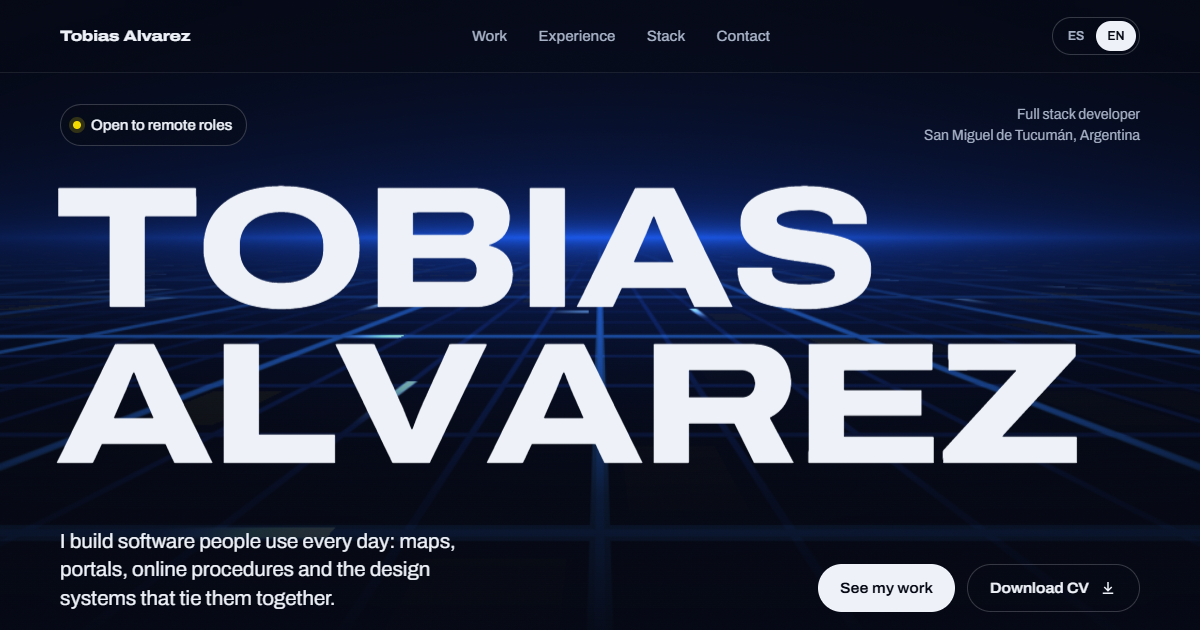 Tobias Alvarez
Work
Experience
Stack
Contact
ES
EN
Open to remote roles
Full stack developer
San Miguel de Tucumán, Argentina
TOBIAS
ALVAREZ
I build software people use every day: maps,
portals, online procedures and the design
systems that tie them together.
See my work
Download CV